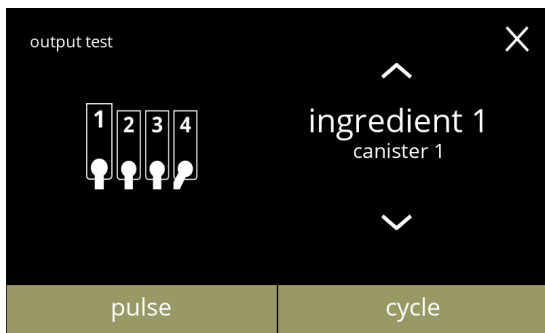 output test
1 2 3 4
ingredient 1
canister 1
pulse
cycle